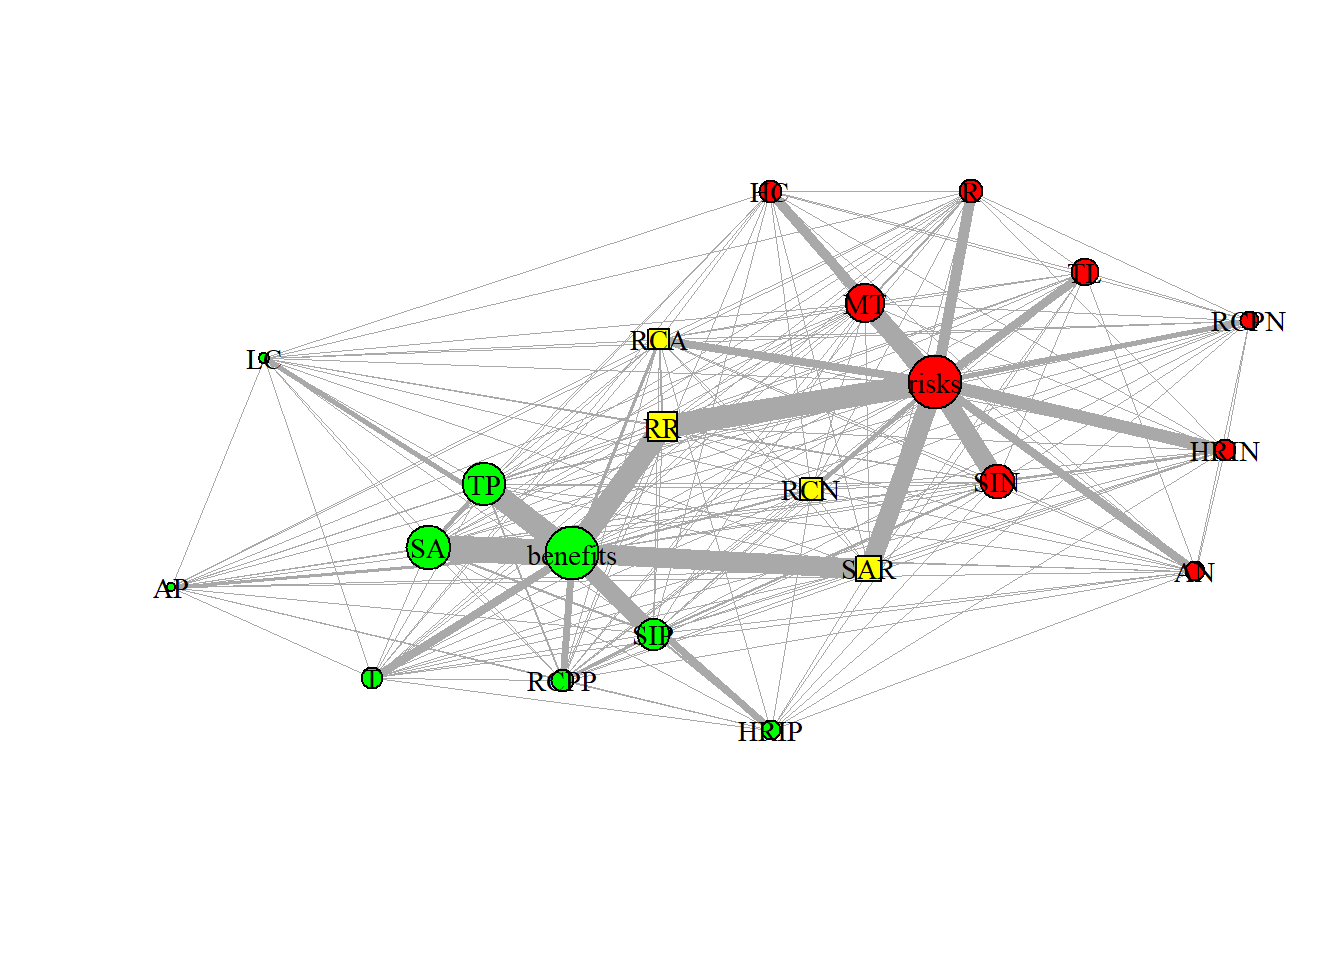 HC
R
TL
MT
RCPN
RCA
LC
risks
RR
HRIN
TP
SIN
RCN
SA
benefits
SAR
AN
AP
SIP
I
RCPP
HRIP